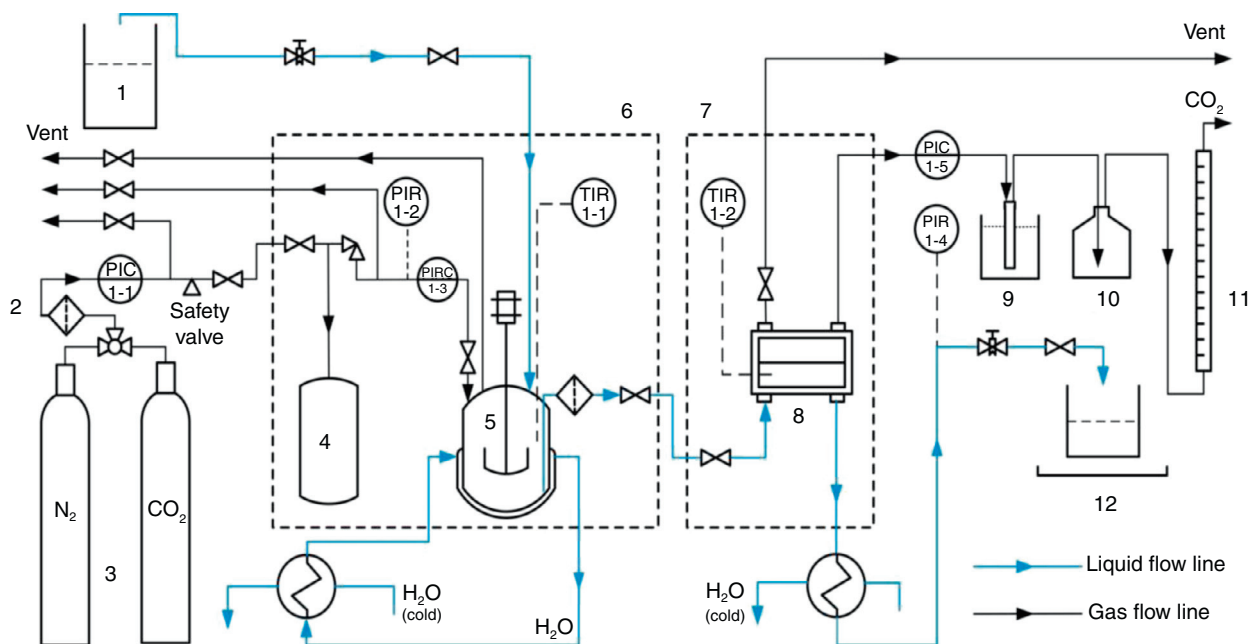 Vent
CO₂
1
6
7
Vent
PIC
1-5
PIR
1-2
TIR
1-1
TIR
1-2
PIR
1-4
PIC
1-1
PIRC
1-3
2
Safety
valve
9
10
11
5
4
8
N₂
CO₂
3
12
H₂O
(cold)
H₂O
H₂O
(cold)
Liquid flow line
Gas flow line